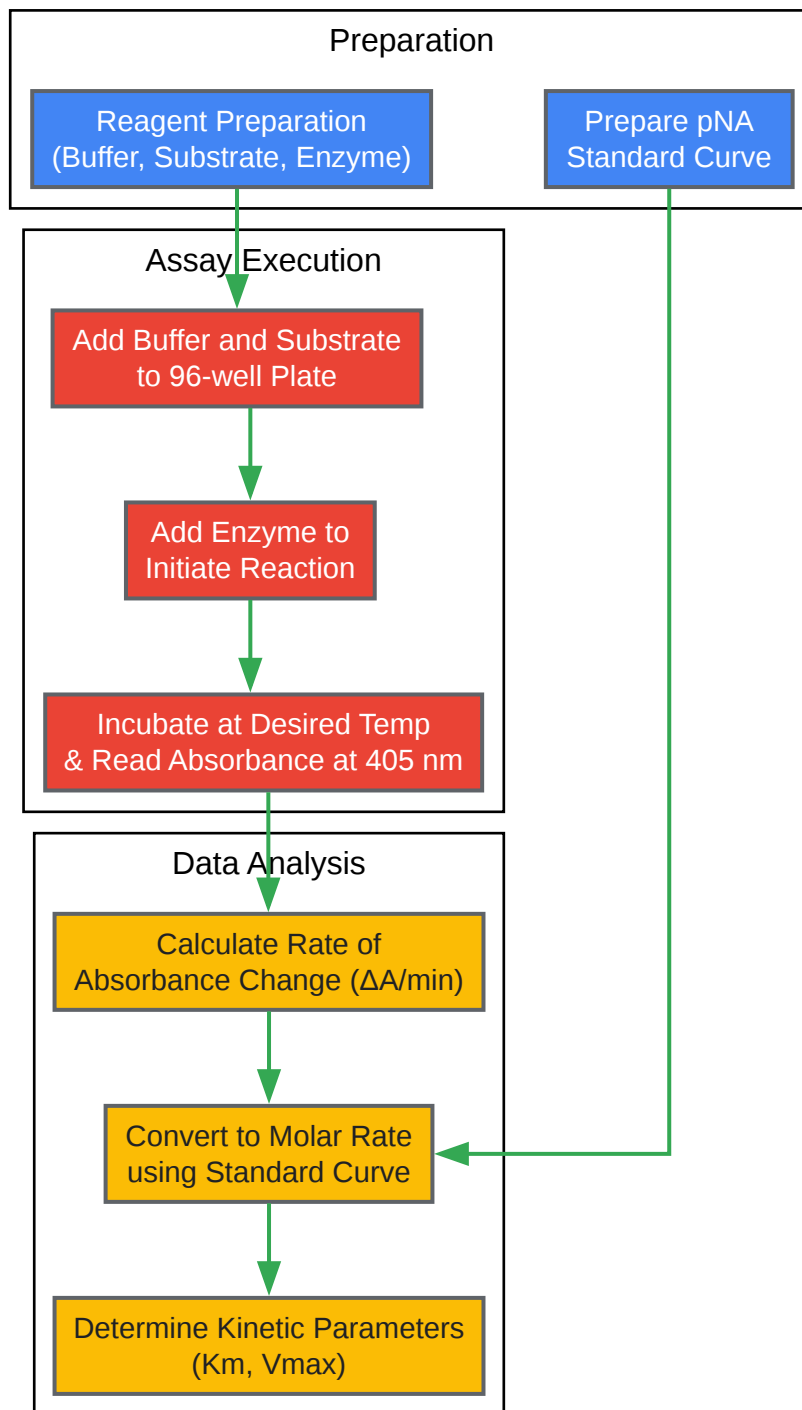 Preparation
Reagent Preparation
(Buffer, Substrate, Enzyme)
Prepare pNA
Standard Curve
Assay Execution
Add Buffer and Substrate
to 96-well Plate
Add Enzyme to
Initiate Reaction
Incubate at Desired Temp
& Read Absorbance at 405 nm
Data Analysis
Calculate Rate of
Absorbance Change (ΔA/min)
Convert to Molar Rate
using Standard Curve
Determine Kinetic Parameters
(Km, Vmax)